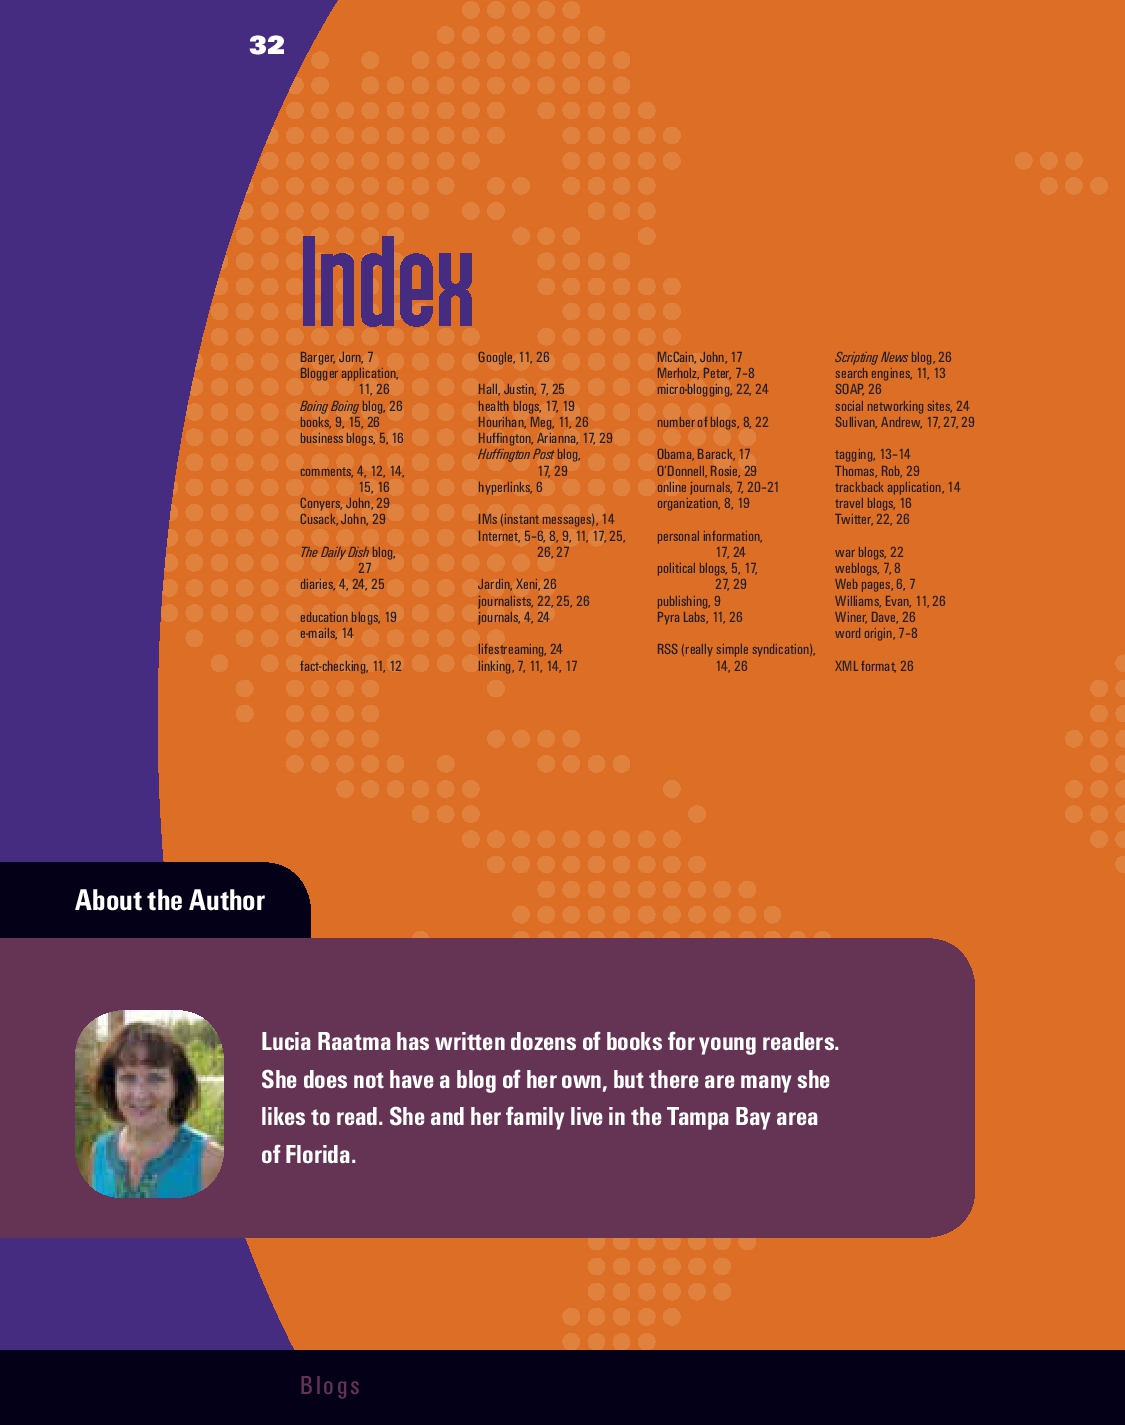 32
Index
Barger, Jorn, 7
Blogger application,
11, 26
Boing Boing blog, 26
books, 9, 15, 26
business blogs, 5, 16
comments, 4, 12, 14,
15, 16
Conyers, John, 29
Cusack, John, 29
The Daily Dish blog,
27
diaries, 4, 24, 25
education blogs, 19
e-mails, 14
fact-checking, 11, 12
Google, 11, 26
Hall, Justin, 7, 25
health blogs, 17, 19
Hourihan, Meg, 11, 26
Huffington, Arianna, 17, 29
Huffington Post blog,
17, 29
hyperlinks, 6
IMs (instant messages), 14
Internet, 5–6, 8, 9, 11, 17, 25,
26, 27
Jardin, Xeni, 26
journalists, 22, 25, 26
journals, 4, 24
lifestreaming, 24
linking, 7, 11, 14, 17
McCain, John, 17
Merholz, Peter, 7–8
micro-blogging, 22, 24
number of blogs, 8, 22
Obama, Barack, 17
O'Donnell, Rosie, 29
online journals, 7, 20–21
organization, 8, 19
personal information,
17, 24
political blogs, 5, 17,
27, 29
publishing, 9
Pyra Labs, 11, 26
RSS (really simple syndication),
14, 26
Scripting News blog, 26
search engines, 11, 13
SOAP, 26
social networking sites, 24
Sullivan, Andrew, 17, 27, 29
tagging, 13–14
Thomas, Rob, 29
trackback application, 14
travel blogs, 16
Twitter, 22, 26
war blogs, 22
weblogs, 7, 8
Web pages, 6, 7
Williams, Evan, 11, 26
Winer, Dave, 26
word origin, 7–8
XML format, 26
About the Author
Lucia Raatma has written dozens of books for young readers.
She does not have a blog of her own, but there are many she
likes to read. She and her family live in the Tampa Bay area
of Florida.
Blogs